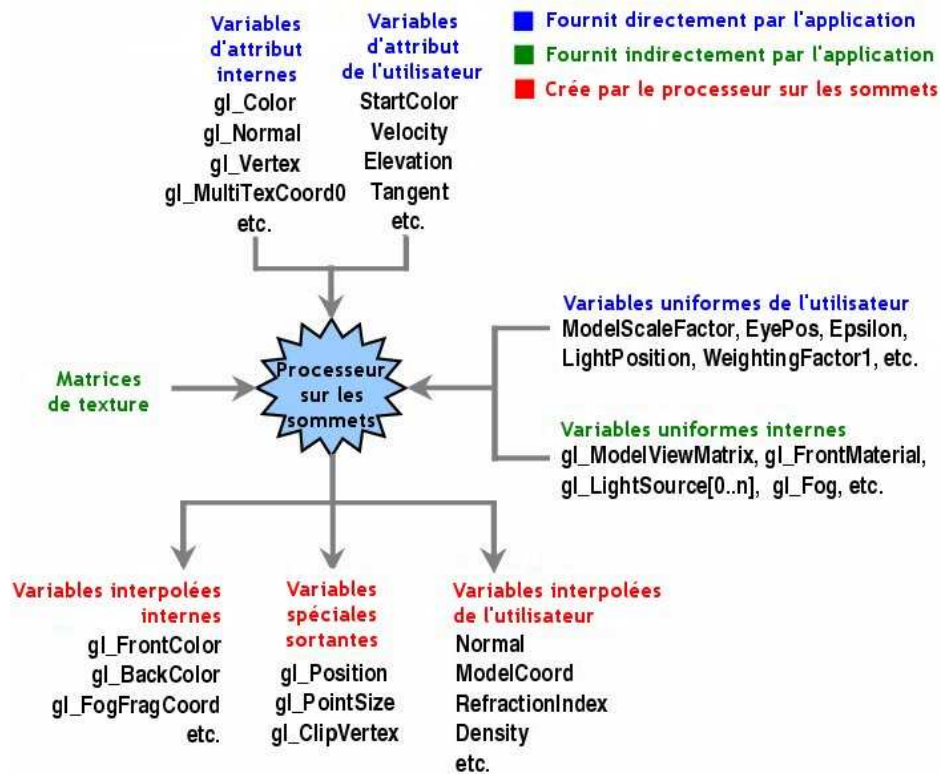 Variables
d'attribut
internes
gl_Color
gl_Normal
gl_Vertex
gl_MultiTexCoord0
etc.
Variables
d'attribut
de l'utilisateur
StartColor
Velocity
Elevation
Tangent
etc.
Fournit directement par l'application
Fournit indirectement par l'application
Crée par le processeur sur les sommets
Matrices
de texture
Processeur
sur les
sommets
Variables uniformes de l'utilisateur
ModelScaleFactor, EyePos, Epsilon,
LightPosition, WeightingFactor1, etc.
Variables uniformes internes
gl_ModelViewMatrix, gl_FrontMaterial,
gl_LightSource[0..n], gl_Fog, etc.
Variables interpolées
internes
gl_FrontColor
gl_BackColor
gl_FogFragCoord
etc.
Variables
spéciales
sortantes
gl_Position
gl_PointSize
gl_ClipVertex
Variables interpolées
de l'utilisateur
Normal
ModelCoord
RefractionIndex
Density
etc.